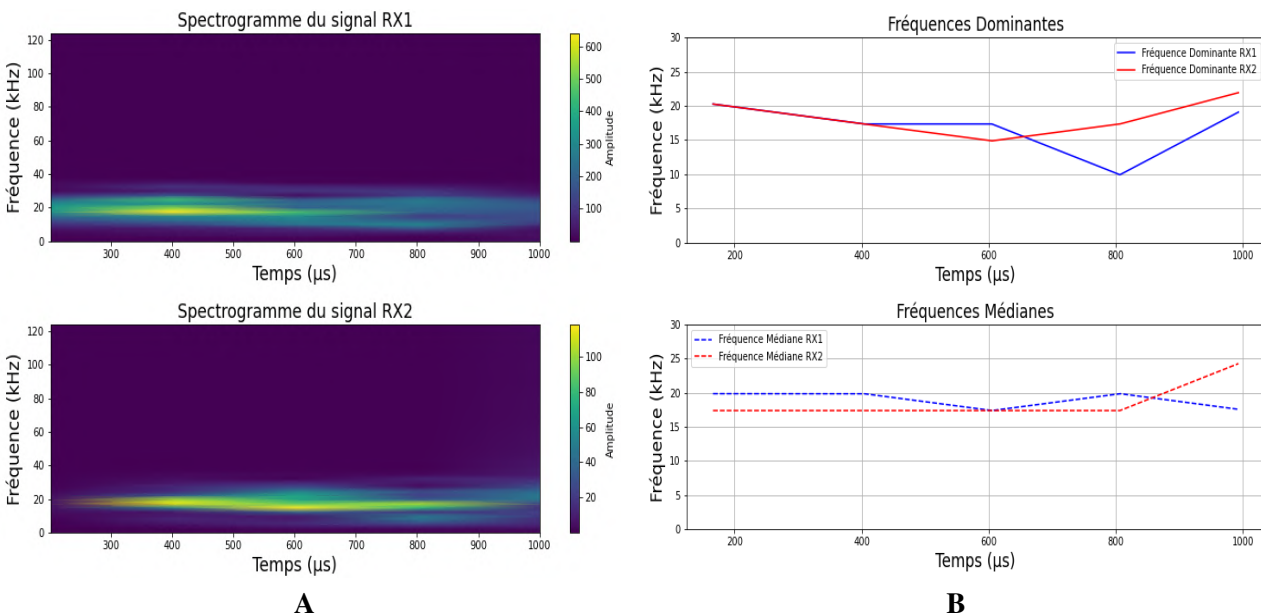 Spectrogramme du signal RX1
120
100
80
60
40
20
0
Fréquence (kHz)
300 400 500 600 700 800 900 1000
Temps (µs)
600
500
400
300
200
100
Amplitude
Spectrogramme du signal RX2
120
100
80
60
40
20
0
Fréquence (kHz)
300 400 500 600 700 800 900 1000
Temps (µs)
100
80
60
40
20
Amplitude
A
Fréquences Dominantes
30
25
20
15
10
5
0
Fréquence (kHz)
Fréquence Dominante RX1
Fréquence Dominante RX2
200 400 600 800 1000
Temps (µs)
Fréquences Médianes
30
25
20
15
10
5
0
Fréquence (kHz)
Fréquence Médiane RX1
Fréquence Médiane RX2
200 400 600 800 1000
Temps (µs)
B